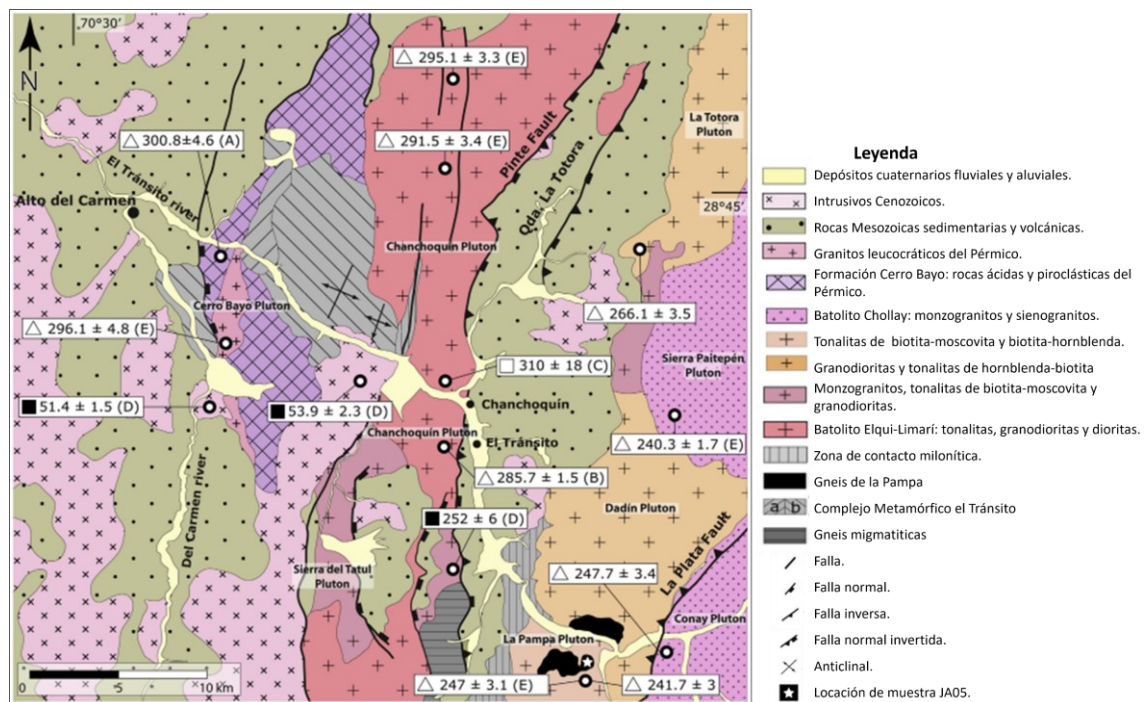 70°30'
N
△ 295.1 ± 3.3 (E)
△ 300.8±4.6 (A)
△ 291.5 ± 3.4 (E)
Pinte Fault
La Totora
Pluton
El Tránsito river
Alto del Carmen
Qda. La Totora
28°45'
Chanchoquín Pluton
Cerro Bayo Pluton
△ 266.1 ± 3.5
△ 296.1 ± 4.8 (E)
□ 310 ± 18 (C)
Sierra Paitepén
Pluton
■ 51.4 ± 1.5 (D)
■ 53.9 ± 2.3 (D)
Chanchoquín
Chanchoquín Pluton
El Tránsito
△ 240.3 ± 1.7 (E)
△ 285.7 ± 1.5 (B)
Del Carmen river
■ 252 ± 6 (D)
Dadín Pluton
La Plata Fault
Sierra del Tatul
Pluton
△ 247.7 ± 3.4
Conay Pluton
La Pampa Pluton
0 5 10 km
△ 247 ± 3.1 (E)
△ 241.7 ± 3
Leyenda
Depósitos cuaternarios fluviales y aluviales.
Intrusivos Cenozoicos.
Rocas Mesozoicas sedimentarias y volcánicas.
Granitos leucocráticos del Pérmico.
Formación Cerro Bayo: rocas ácidas y piroclásticas del
Pérmico.
Batolito Chollay: monzogranitos y sienogranitos.
Tonalitas de biotita-moscovita y biotita-hornblenda.
Granodioritas y tonalitas de hornblenda-biotita
Monzogranitos, tonalitas de biotita-moscovita y
granodioritas.
Batolito Elqui-Limarí: tonalitas, granodioritas y dioritas.
Zona de contacto milonítica.
Gneis de la Pampa
a b Complejo Metamórfico el Tránsito
Gneis migmatiticas
Falla.
Falla normal.
Falla inversa.
Falla normal invertida.
Anticlinal.
Locación de muestra JA05.